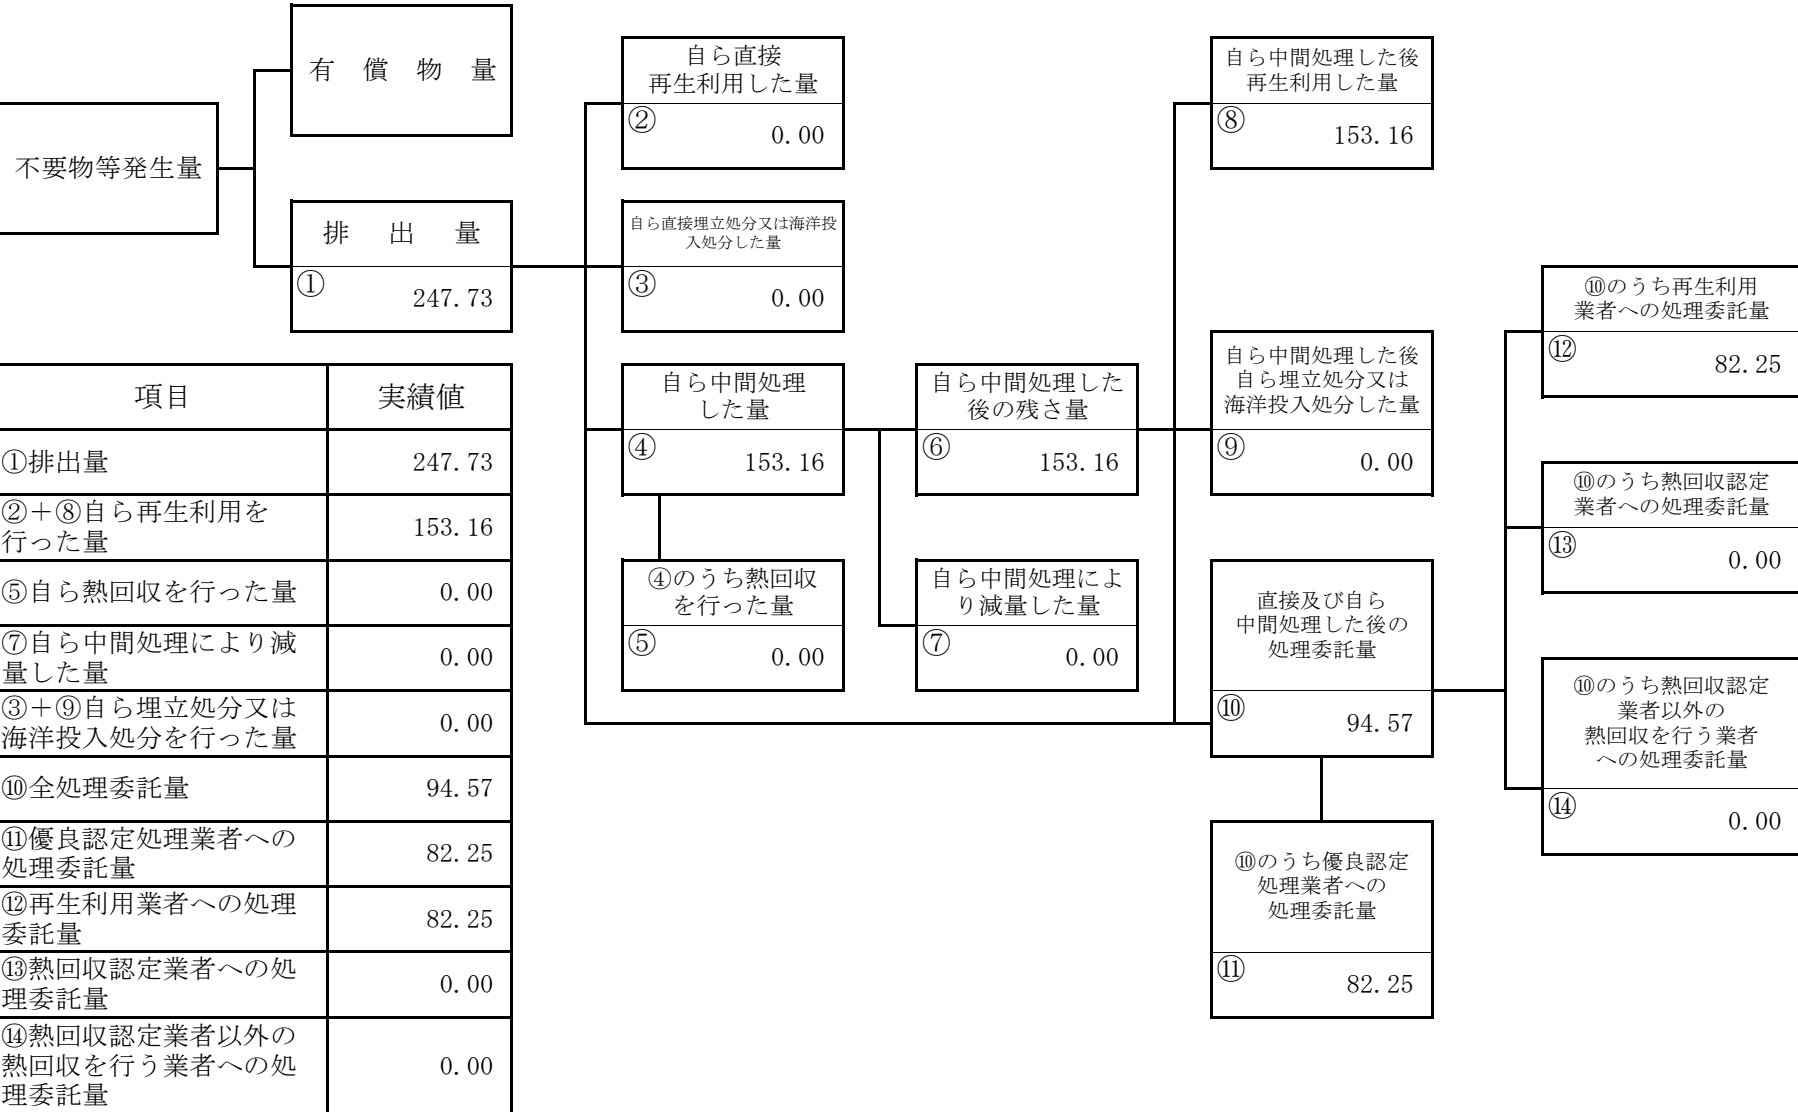 有償物量
不要物等発生量
排出量
①
247.73
自ら直接
再生利用した量
②
0.00
自ら直接埋立処分又は海洋投
入処分した量
③
0.00
自ら中間処理
した量
④
153.16
④のうち熱回収
を行った量
⑤
0.00
自ら中間処理した
後の残さ量
⑥
153.16
自ら中間処理によ
り減量した量
⑦
0.00
自ら中間処理した後
再生利用した量
⑧
153.16
自ら中間処理した後
自ら埋立処分又は
海洋投入処分した量
⑨
0.00
直接及び自ら
中間処理した後の
処理委託量
⑩
94.57
⑩のうち優良認定
処理業者への
処理委託量
⑪
82.25
⑩のうち再生利用
業者への処理委託量
⑫
82.25
⑩のうち熱回収認定
業者への処理委託量
⑬
0.00
⑩のうち熱回収認定
業者以外の
熱回収を行う業者
への処理委託量
⑭
0.00
項目 実績値
①排出量 247.73
②＋⑧自ら再生利用を
行った量
153.16
⑤自ら熱回収を行った量 0.00
⑦自ら中間処理により減
量した量
0.00
③＋⑨自ら埋立処分又は
海洋投入処分を行った量
0.00
⑩全処理委託量 94.57
⑪優良認定処理業者への
処理委託量
82.25
⑫再生利用業者への処理
委託量
82.25
⑬熱回収認定業者への処
理委託量
0.00
⑭熱回収認定業者以外の
熱回収を行う業者への処
理委託量
0.00